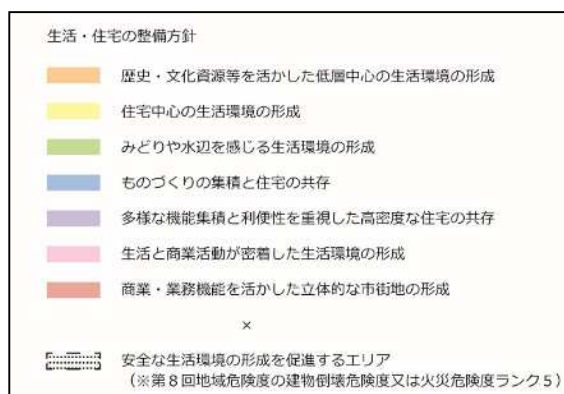 生活・住宅の整備方針
歴史・文化資源等を活かした低層中心の生活環境の形成
住宅中心の生活環境の形成
みどりや水辺を感じる生活環境の形成
ものづくりの集積と住宅の共存
多様な機能集積と利便性を重視した高密度な住宅の共存
生活と商業活動が密着した生活環境の形成
商業・業務機能を活かした立体的な市街地の形成
×
安全な生活環境の形成を促進するエリア
(※第8回地域危険度の建物倒壊危険度又は火災危険度ランク5)